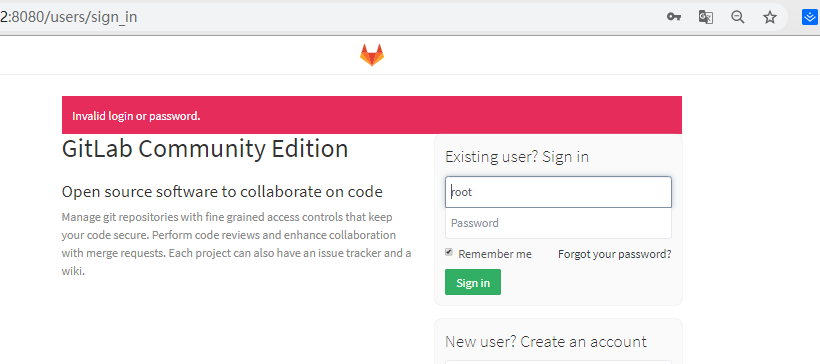 2:8080/users/sign_in
Invalid login or password.
GitLab Community Edition
Open source software to collaborate on code
Manage git repositories with fine grained access controls that keep
your code secure. Perform code reviews and enhance collaboration
with merge requests. Each project can also have an issue tracker and a
wiki.
Existing user? Sign in
root
Password
Remember me
Forgot your password?
Sign in
New user? Create an account